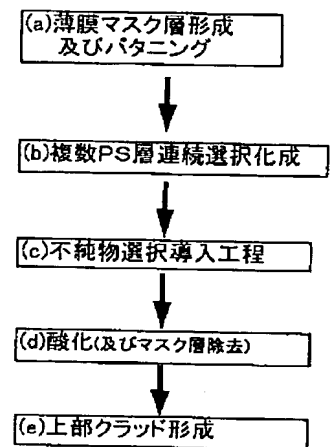 (a)薄膜マスク層形成
及びパタニング
(b)複数PS層連続選択化成
(c)不純物選択導入工程
(d)酸化(及びマスク層除去)
(e)上部クラッド形成